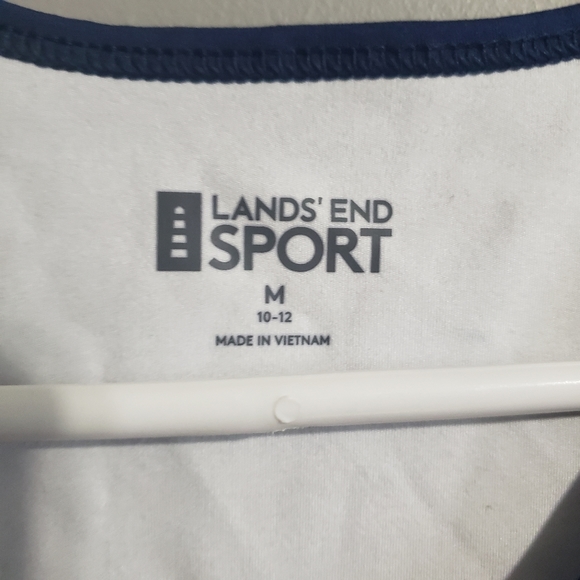 LANDS' END
SPORT
M
10-12
MADE IN VIETNAM